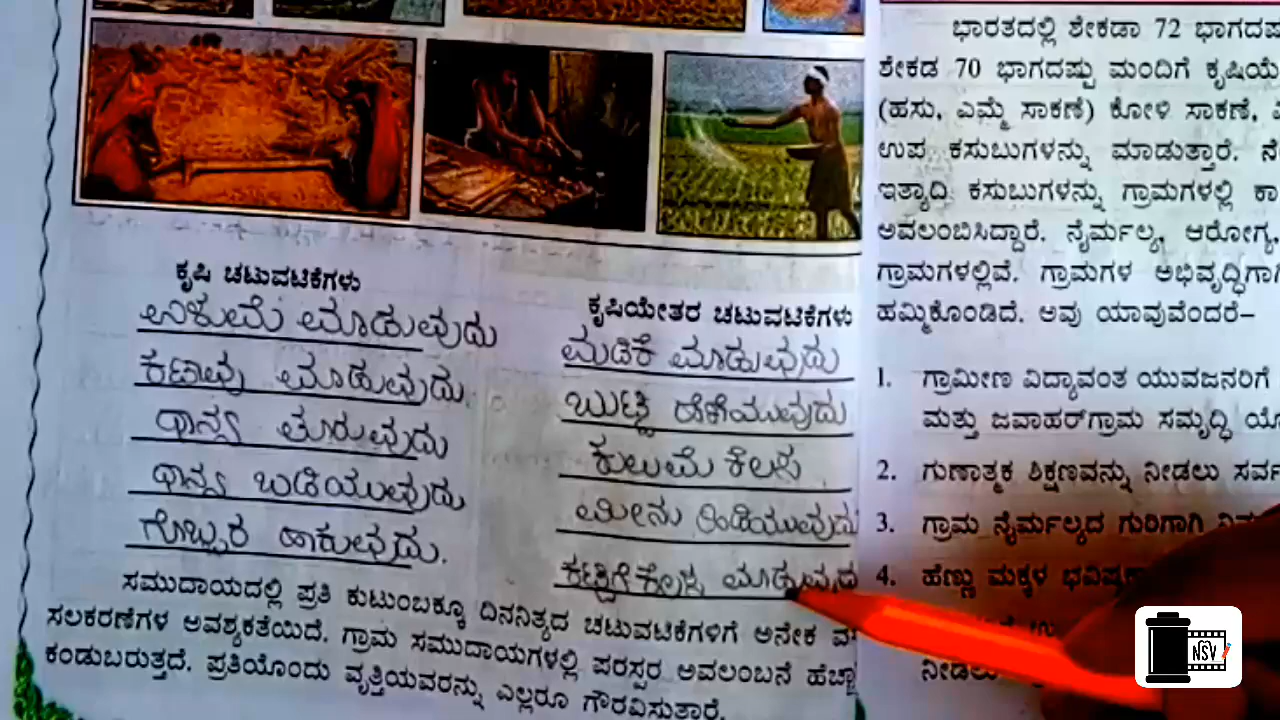 ಕೃಷಿ ಚಟುವಟಿಕೆಗಳು
ಉಳುಮೆ ಮಾಡುವುದು
ಕಟಾವು ಮಾಡುವುದು.
ಧಾನ್ಯ ತೂರುವುದು
ಧಾನ್ಯ ಬಡಿಯುವುದು
ಗೊಬ್ಬರ ಹಾಕುವುದು.
ಕೃಷಿಯೇತರ ಚಟುವಟಿಕೆಗಳು
ಮಡಿಕೆ ಮಾಡುವುದು
ಬುಟ್ಟಿ ಹೆಣೆಯುವುದು
ಕುಲುಮೆ ಕೆಲಸ
ಮೀನು ಹಿಡಿಯುವುದು
ಕಟ್ಟಿಗೆ ಕೆಲಸ ಮಾಡುವುದು
ಸಮುದಾಯದಲ್ಲಿ ಪ್ರತಿ ಕುಟುಂಬಕ್ಕೂ ದಿನನಿತ್ಯದ ಚಟುವಟಿಕೆಗಳಿಗೆ ಅನೇಕ
ಸಲಕರಣೆಗಳ ಅವಶ್ಯಕತೆಯಿದೆ. ಗ್ರಾಮ ಸಮುದಾಯಗಳಲ್ಲಿ ಪರಸ್ಪರ ಅವಲಂಬನೆ ಹೆಚ್ಚಾ
ಕಂಡುಬರುತ್ತದೆ. ಪ್ರತಿಯೊಂದು ವೃತ್ತಿಯವರನ್ನು ಎಲ್ಲರೂ ಗೌರವಿಸುತ್ತಾರೆ.
ಭಾರತದಲ್ಲಿ ಶೇಕಡಾ 72 ಭಾಗದಷ
ಶೇಕಡ 70 ಭಾಗದಷ್ಟು ಮಂದಿಗೆ ಕೃಷಿಯೆ
(ಹಸು, ಎಮ್ಮೆ ಸಾಕಣೆ) ಕೋಳಿ ಸಾಕಣೆ,
ಉಪ ಕಸುಬುಗಳನ್ನು ಮಾಡುತ್ತಾರೆ. ನೆ
ಇತ್ಯಾದಿ ಕಸುಬುಗಳನ್ನು ಗ್ರಾಮಗಳಲ್ಲಿ ಕಾ
ಅವಲಂಬಿಸಿದ್ದಾರೆ. ನೈರ್ಮಲ್ಯ, ಆರೋಗ್ಯ,
ಗ್ರಾಮಗಳಲ್ಲಿವೆ. ಗ್ರಾಮಗಳ ಅಭಿವೃದ್ಧಿಗಾಗಿ
ಹಮ್ಮಿಕೊಂಡಿದೆ. ಅವು ಯಾವುವೆಂದರೆ–
1. ಗ್ರಾಮೀಣ ವಿದ್ಯಾವಂತ ಯುವಜನರಿಗೆ
ಮತ್ತು ಜವಾಹರ್‌ಗ್ರಾಮ ಸಮೃದ್ಧಿ ಯೋ
2. ಗುಣಾತ್ಮಕ ಶಿಕ್ಷಣವನ್ನು ನೀಡಲು ಸರ್ವ
3. ಗ್ರಾಮ ನೈರ್ಮಲ್ಯದ ಗುರಿಗಾಗಿ
4. ಹೆಣ್ಣು ಮಕ್ಕಳ
ನೀಡಲು
NSV